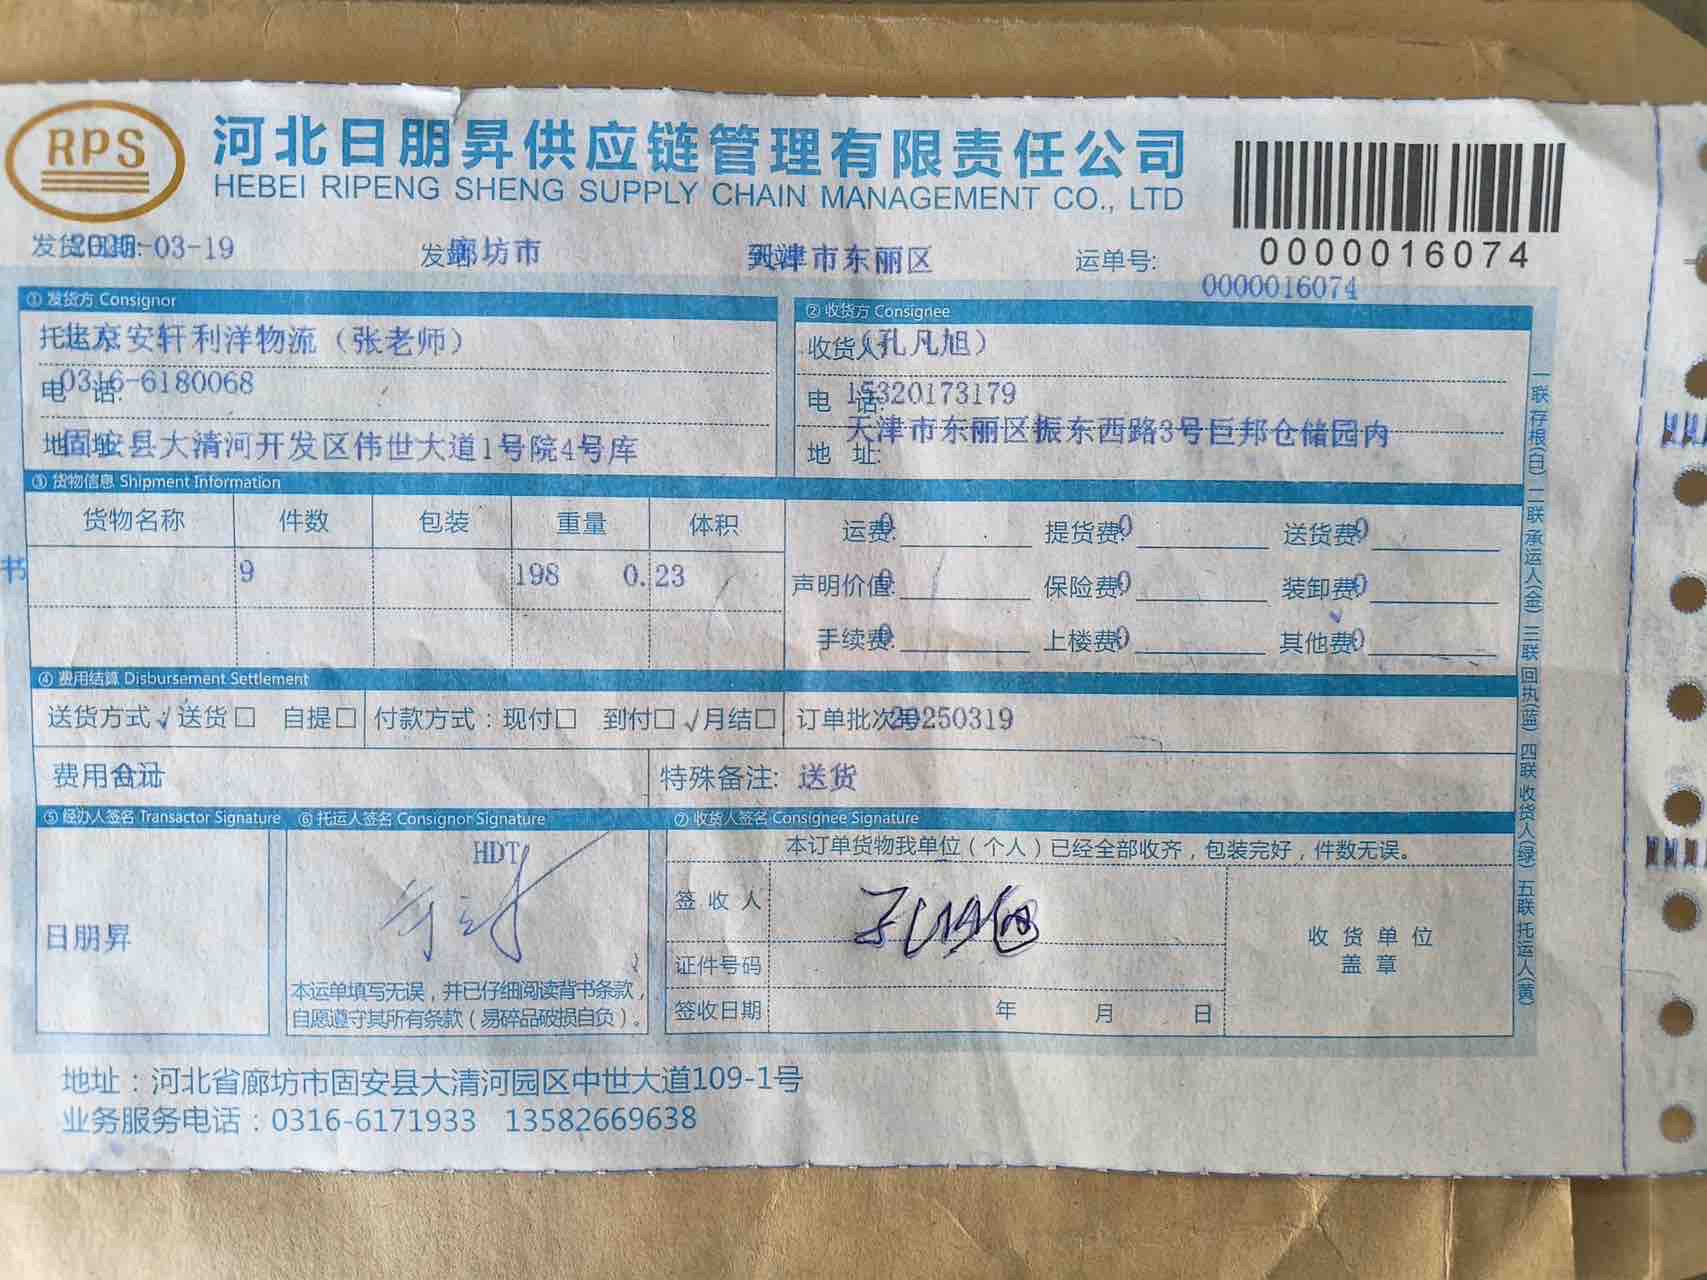 RPS
河北日朋昇供应链管理有限责任公司
HEBEI RIPENG SHENG SUPPLY CHAIN MANAGEMENT CO., LTD
0000016074
发货日期: 2025-03-19 发站: 廊坊市 到站: 天津市东丽区 运单号: 0000016074
① 发货方 Consignor
托运人: 北京安轩利洋物流（张老师）
电 话: 0316-6180068
地 址: 固安县大清河开发区伟世大道1号院4号库
② 收货方 Consignee
收货人: （孔凡旭）
电 话: 15320173179
地 址: 天津市东丽区振东西路3号巨邦仓储园内
③ 货物信息 Shipment Information
货物名称 件数 包装 重量 体积
书 9 198 0.23
运费: 0 提货费: 0 送货费: 0
声明价值: 0 保险费: 0 装卸费: 0
手续费: 0 上楼费: 0 其他费: 0
④ 费用结算 Disbursement Settlement
送货方式: √送货□ 自提□ 付款方式：现付□ 到付□ √月结□ 订单批次号: 20250319
费用合计 特殊备注: 送货
⑤ 经办人签名 Transactor Signature
日朋昇
⑥ 托运人签名 Consignor Signature
HDT
本运单填写无误，并已仔细阅读背书条款，
自愿遵守其所有条款（易碎品破损自负）。
⑦ 收货人签名 Consignee Signature
本订单货物我单位（个人）已经全部收齐，包装完好，件数无误。
签收人 孔凡旭
证件号码
签收日期 年 月 日
收货单位
盖章
一联 存根(白) 二联 承运人(金) 三联 回执(蓝) 四联 收货人(绿) 五联 托运人(黄)
地址：河北省廊坊市固安县大清河园区中世大道109-1号
业务服务电话：0316-6171933 13582669638